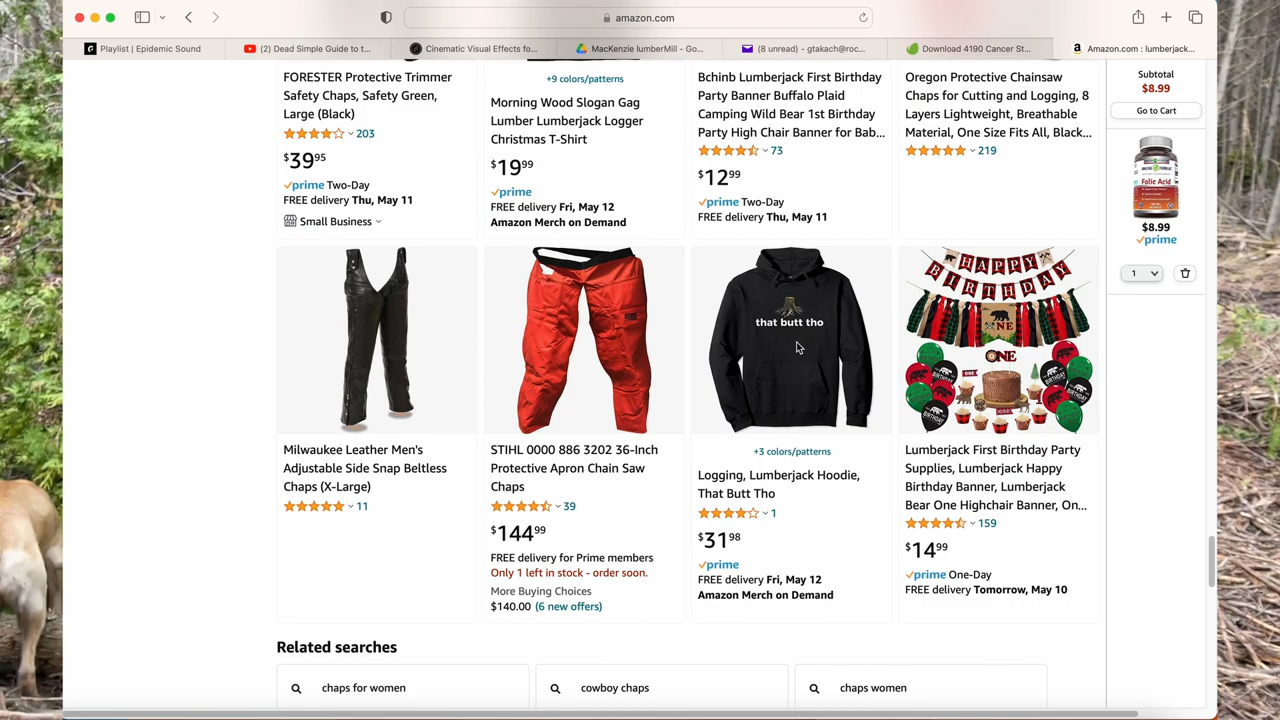 amazon.com
Playlist | Epidemic Sound
(2) Dead Simple Guide to t...
Cinematic Visual Effects fo...
MacKenzie lumberMill - Go...
(8 unread) - gtakach@roc...
Download 4190 Cancer St...
Amazon.com : lumberjack...
FORESTER Protective Trimmer
Safety Chaps, Safety Green,
Large (Black)
203
$39.95
prime Two-Day
FREE delivery Thu, May 11
Small Business
+9 colors/patterns
Morning Wood Slogan Gag
Lumber Lumberjack Logger
Christmas T-Shirt
$19.99
prime
FREE delivery Fri, May 12
Amazon Merch on Demand
Bchinb Lumberjack First Birthday
Party Banner Buffalo Plaid
Camping Wild Bear 1st Birthday
Party High Chair Banner for Bab...
73
$12.99
prime Two-Day
FREE delivery Thu, May 11
Oregon Protective Chainsaw
Chaps for Cutting and Logging, 8
Layers Lightweight, Breathable
Material, One Size Fits All, Black...
219
Subtotal
$8.99
Go to Cart
Folic Acid
$8.99
prime
1
that butt tho
HAPPY
BIRTHDAY
ONE
ONE
Milwaukee Leather Men's
Adjustable Side Snap Beltless
Chaps (X-Large)
11
STIHL 0000 886 3202 36-Inch
Protective Apron Chain Saw
Chaps
39
$144.99
FREE delivery for Prime members
Only 1 left in stock - order soon.
More Buying Choices
$140.00 (6 new offers)
+3 colors/patterns
Logging, Lumberjack Hoodie,
That Butt Tho
1
$31.98
prime
FREE delivery Fri, May 12
Amazon Merch on Demand
Lumberjack First Birthday Party
Supplies, Lumberjack Happy
Birthday Banner, Lumberjack
Bear One Highchair Banner, On...
159
$14.99
prime One-Day
FREE delivery Tomorrow, May 10
Related searches
chaps for women
cowboy chaps
chaps women